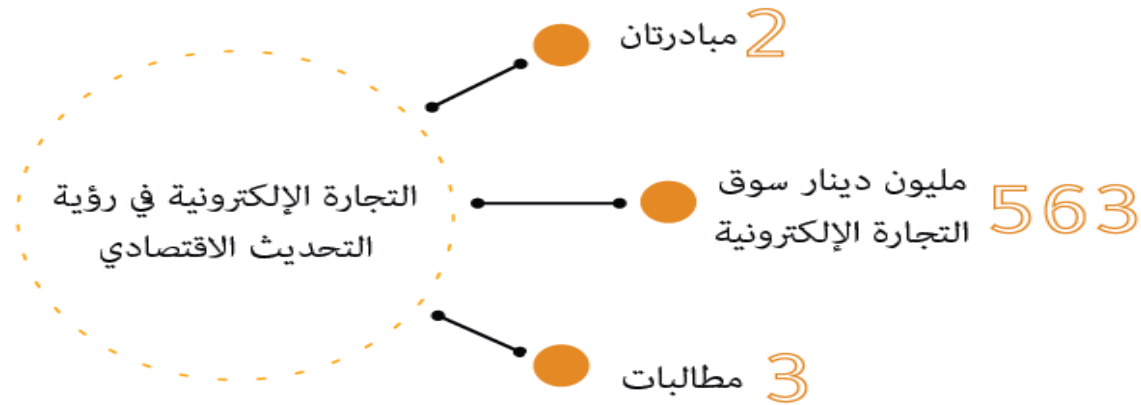 2 مبادرتان
563 مليون دينار سوق
التجارة الإلكترونية
التجارة الإلكترونية في رؤية
التحديث الاقتصادي
3 مطالبات